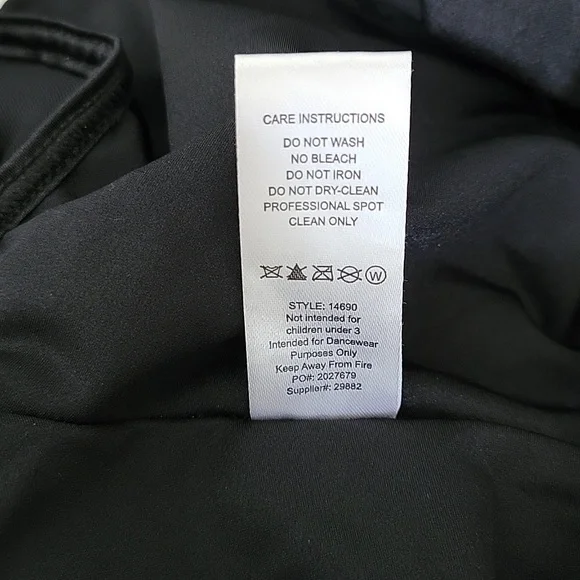 CARE INSTRUCTIONS
DO NOT WASH
NO BLEACH
DO NOT IRON
DO NOT DRY-CLEAN
PROFESSIONAL SPOT
CLEAN ONLY
W
STYLE: 14690
Not intended for
children under 3
Intended for Dancewear
Purposes Only
Keep Away From Fire
PO#: 2027679
Supplier#: 29882